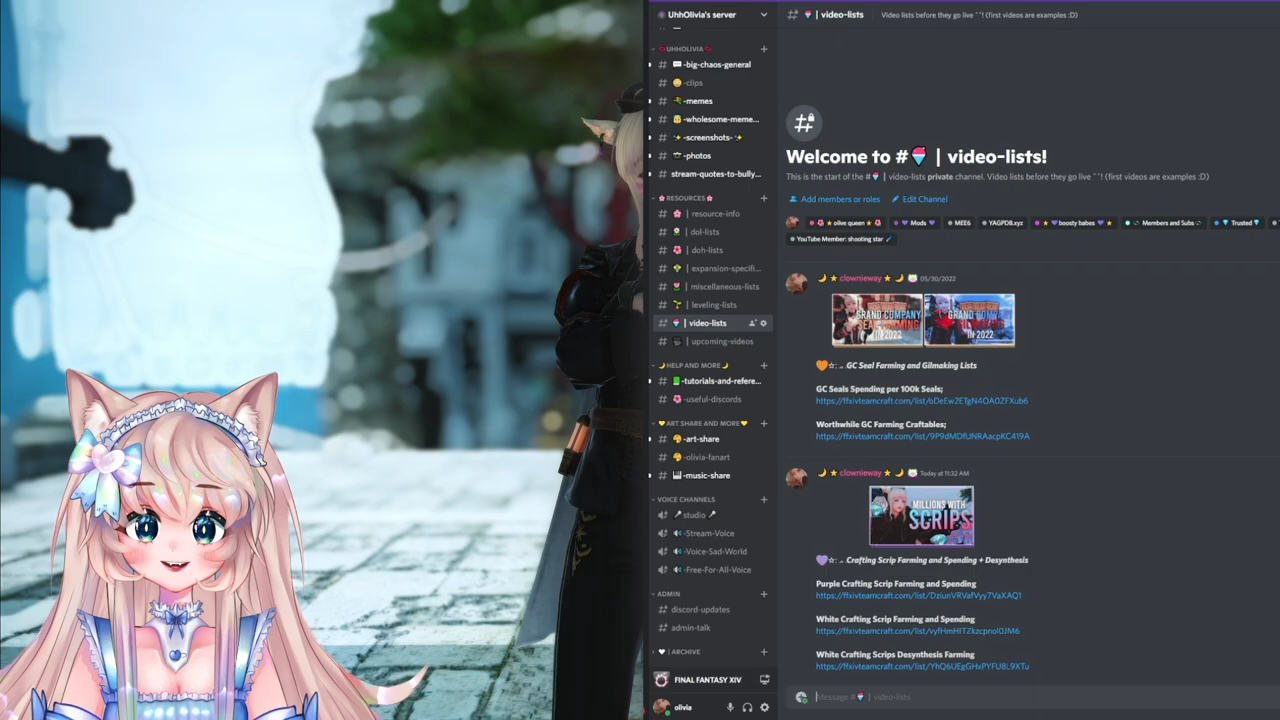 UhhOlivia's server
UHHOLIVIA
-big-chaos-general
-clips
-memes
-wholesome-meme...
-screenshots-
-photos
stream-quotes-to-bully...
RESOURCES
| resource-info
| dol-lists
| doh-lists
| expansion-specifi...
| miscellaneous-lists
| leveling-lists
| video-lists
| upcoming-videos
HELP AND MORE
-tutorials-and-refere...
-useful-discords
ART SHARE AND MORE
-art-share
-olivia-fanart
-music-share
VOICE CHANNELS
studio
-Stream-Voice
-Voice-Sad-World
-Free-For-All-Voice
ADMIN
discord-updates
admin-talk
| ARCHIVE
FINAL FANTASY XIV
olivia
# | video-lists Video lists before they go live ^^! (first videos are examples :D)
Welcome to # | video-lists!
This is the start of the # | video-lists private channel. Video lists before they go live ^^! (first videos are examples :D)
Add members or roles Edit Channel
olive queen Mods MEE6 YAGPDB.xyz boosty babes Members and Subs Trusted
YouTube Member: shooting star
clownieway 05/30/2022
GRAND COMPANY
SEAL FARMING
IN 2022
GRAND COMPANY
IN 2022
GC Seal Farming and Gilmaking Lists
GC Seals Spending per 100k Seals;
https://ffxivteamcraft.com/list/oDeEw2ETgN4OA0ZFXub6
Worthwhile GC Farming Craftables;
https://ffxivteamcraft.com/list/9P9dMDfUNRAacpKC419A
clownieway Today at 11:32 AM
MILLIONS WITH
SCRIPS
Crafting Scrip Farming and Spending + Desynthesis
Purple Crafting Scrip Farming and Spending
https://ffxivteamcraft.com/list/DziunVRVafVyy7VaXAQ1
White Crafting Scrip Farming and Spending
https://ffxivteamcraft.com/list/vyfHmHITZkzcpnol0JM6
White Crafting Scrips Desynthesis Farming
https://ffxivteamcraft.com/list/YhQ6UEgGHxPYFU8L9XTu
Message # | video-lists